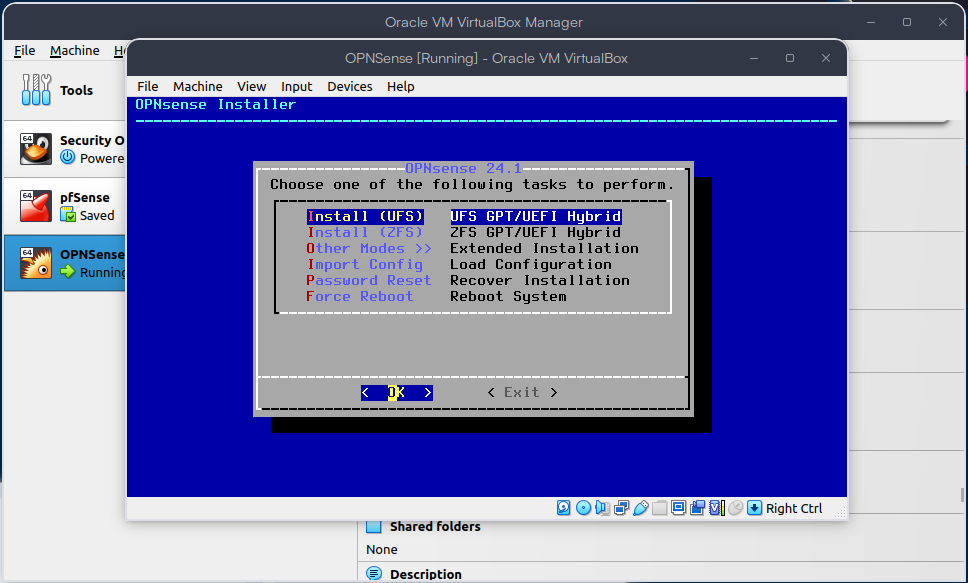 Oracle VM VirtualBox Manager
File Machine
Tools
64
Security O
Powere
64
pfSense
Saved
64
OPNSense
Running
OPNSense [Running] - Oracle VM VirtualBox
File Machine View Input Devices Help
OPNsense Installer
OPNsense 24.1
Choose one of the following tasks to perform.
Install (UFS) UFS GPT/UEFI Hybrid
Install (ZFS) ZFS GPT/UEFI Hybrid
Other Modes >> Extended Installation
Import Config Load Configuration
Password Reset Recover Installation
Force Reboot Reboot System
< OK > < Exit >
Right Ctrl
Shared folders
None
Description